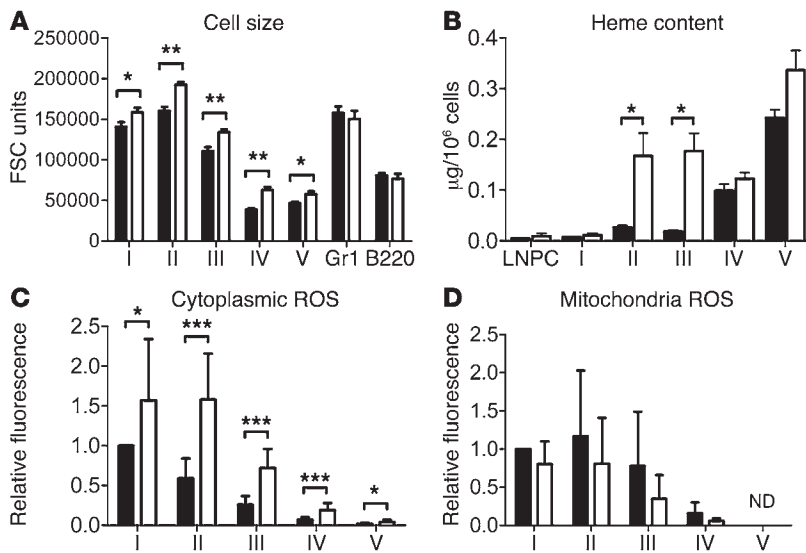 A Cell size
250000
200000
150000
100000
50000
0
FSC units
* ** ** ** *
I II III IV V Gr1 B220
B Heme content
0.4
0.3
0.2
0.1
0.0
µg/10⁶ cells
* *
LNPC I II III IV V
C Cytoplasmic ROS
2.5
2.0
1.5
1.0
0.5
0.0
Relative fluorescence
* *** *** *** *
I II III IV V
D Mitochondria ROS
2.5
2.0
1.5
1.0
0.5
0.0
Relative fluorescence
ND
I II III IV V